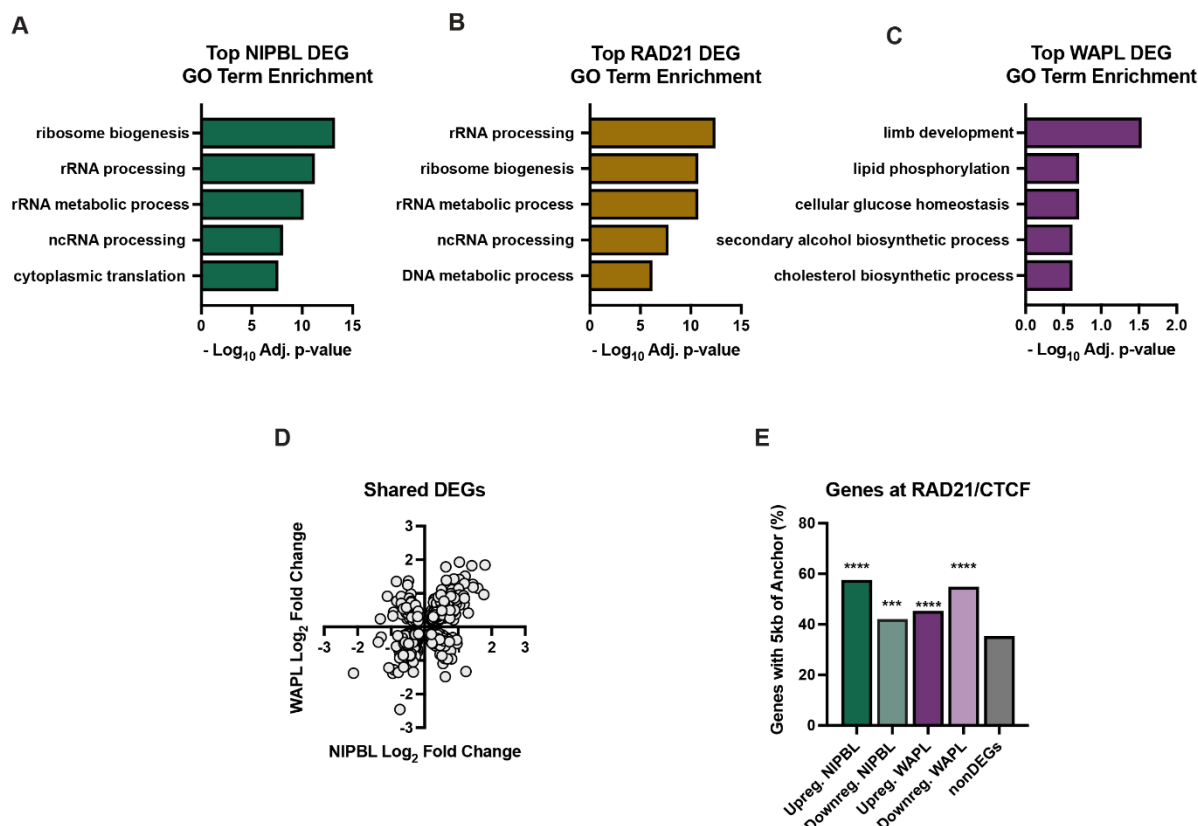 A
Top NIPBL DEG
GO Term Enrichment
ribosome biogenesis
rRNA processing
rRNA metabolic process
ncRNA processing
cytoplasmic translation
0 5 10 15
- Log10 Adj. p-value
B
Top RAD21 DEG
GO Term Enrichment
rRNA processing
ribosome biogenesis
rRNA metabolic process
ncRNA processing
DNA metabolic process
0 5 10 15
- Log10 Adj. p-value
C
Top WAPL DEG
GO Term Enrichment
limb development
lipid phosphorylation
cellular glucose homeostasis
secondary alcohol biosynthetic process
cholesterol biosynthetic process
0.0 0.5 1.0 1.5 2.0
- Log10 Adj. p-value
D
Shared DEGs
WAPL Log2 Fold Change
3
2
1
-3 -2 -1 1 2 3
-2
-3
NIPBL Log2 Fold Change
E
Genes at RAD21/CTCF
Genes with 5kb of Anchor (%)
80
60
40
20
0
**** *** **** ****
Upreg. NIPBL
Downreg. NIPBL
Upreg. WAPL
Downreg. WAPL
nonDEGs